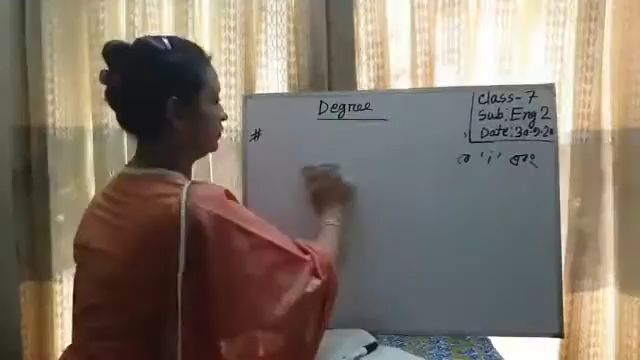 Degree
Class-7
Sub: Eng 2
Date: 30-9-20
#
'i'